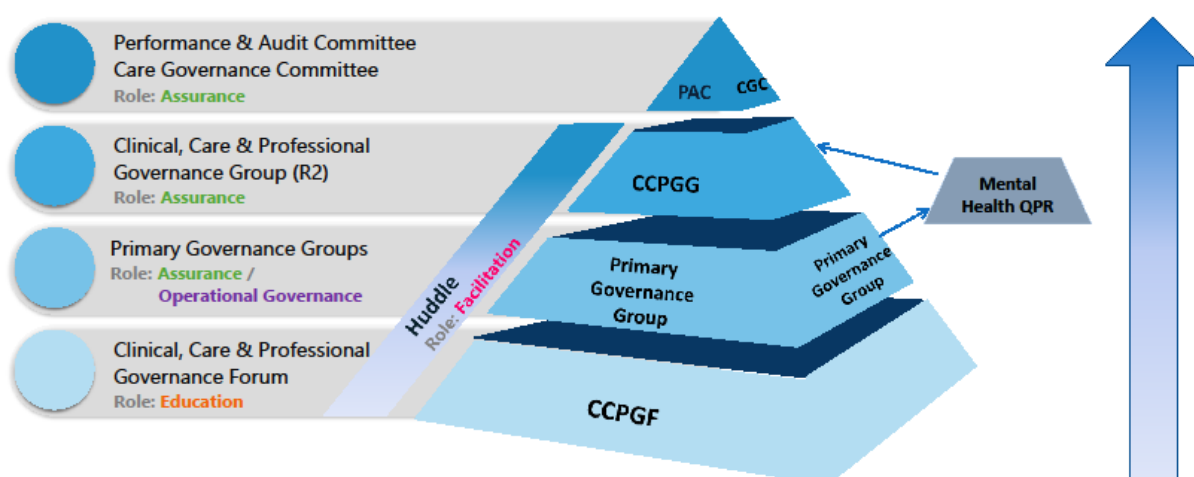 Performance & Audit Committee
Care Governance Committee
Role: Assurance
Clinical, Care & Professional
Governance Group (R2)
Role: Assurance
Primary Governance Groups
Role: Assurance /
Operational Governance
Clinical, Care & Professional
Governance Forum
Role: Education
Huddle
Role: Facilitation
PAC
CGC
CCPGG
Primary
Governance
Group
Primary
Governance
Group
CCPGF
Mental
Health QPR